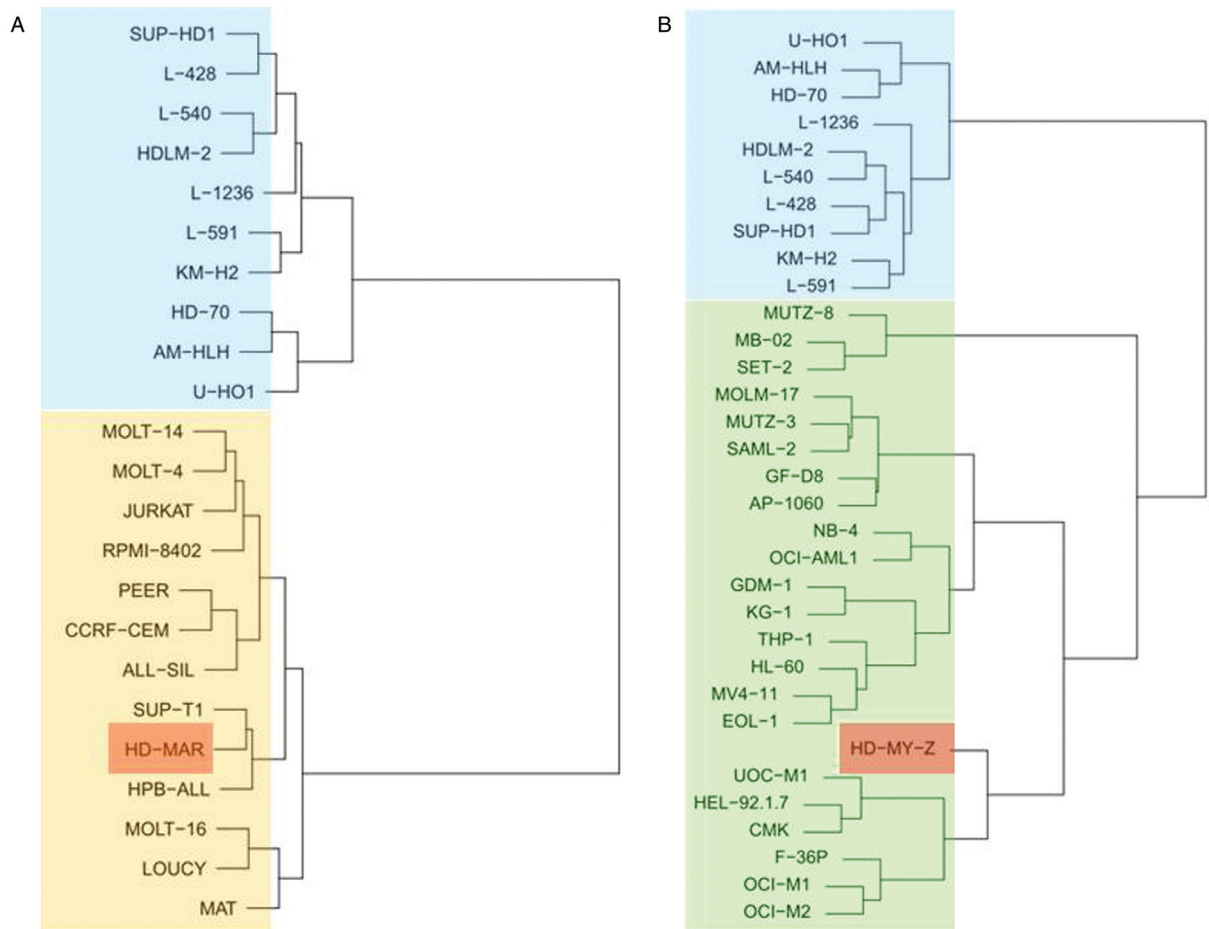 A
SUP-HD1
L-428
L-540
HDLM-2
L-1236
L-591
KM-H2
HD-70
AM-HLH
U-HO1
MOLT-14
MOLT-4
JURKAT
RPMI-8402
PEER
CCRF-CEM
ALL-SIL
SUP-T1
HD-MAR
HPB-ALL
MOLT-16
LOUCY
MAT
B
U-HO1
AM-HLH
HD-70
L-1236
HDLM-2
L-540
L-428
SUP-HD1
KM-H2
L-591
MUTZ-8
MB-02
SET-2
MOLM-17
MUTZ-3
SAML-2
GF-D8
AP-1060
NB-4
OCI-AML1
GDM-1
KG-1
THP-1
HL-60
MV4-11
EOL-1
HD-MY-Z
UOC-M1
HEL-92.1.7
CMK
F-36P
OCI-M1
OCI-M2